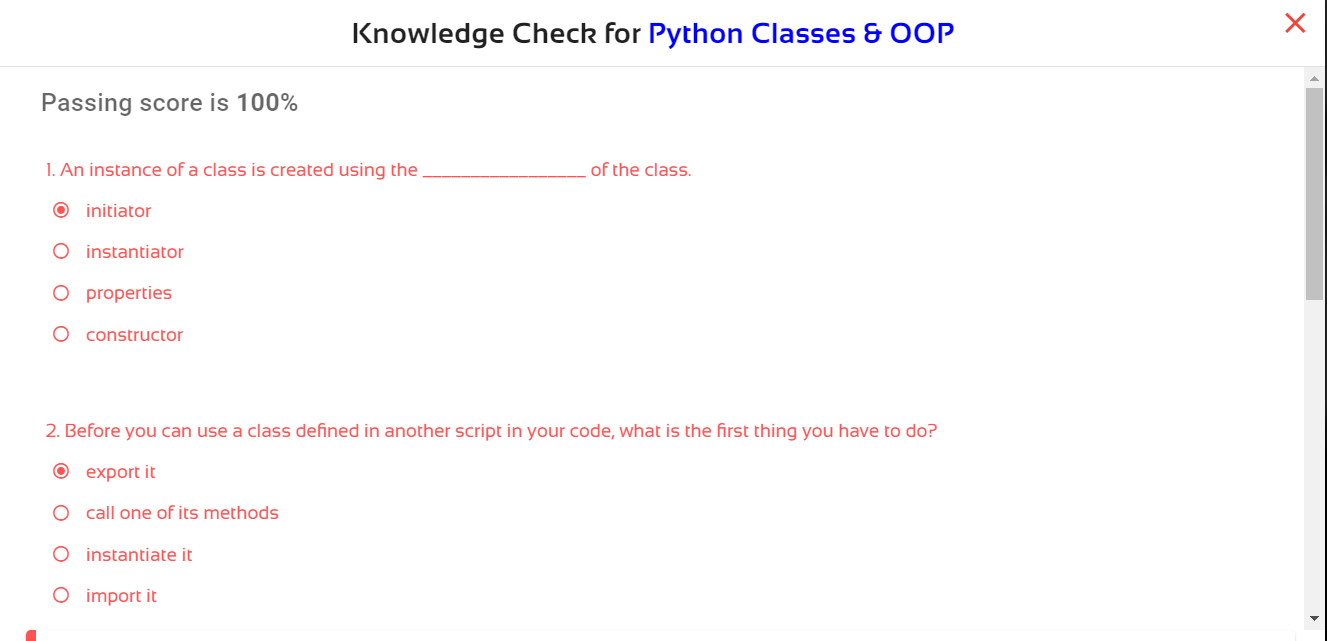 Knowledge Check for Python Classes & OOP
Passing score is 100%
1. An instance of a class is created using the _________________ of the class.
initiator
instantiator
properties
constructor
2. Before you can use a class defined in another script in your code, what is the first thing you have to do?
export it
call one of its methods
instantiate it
import it